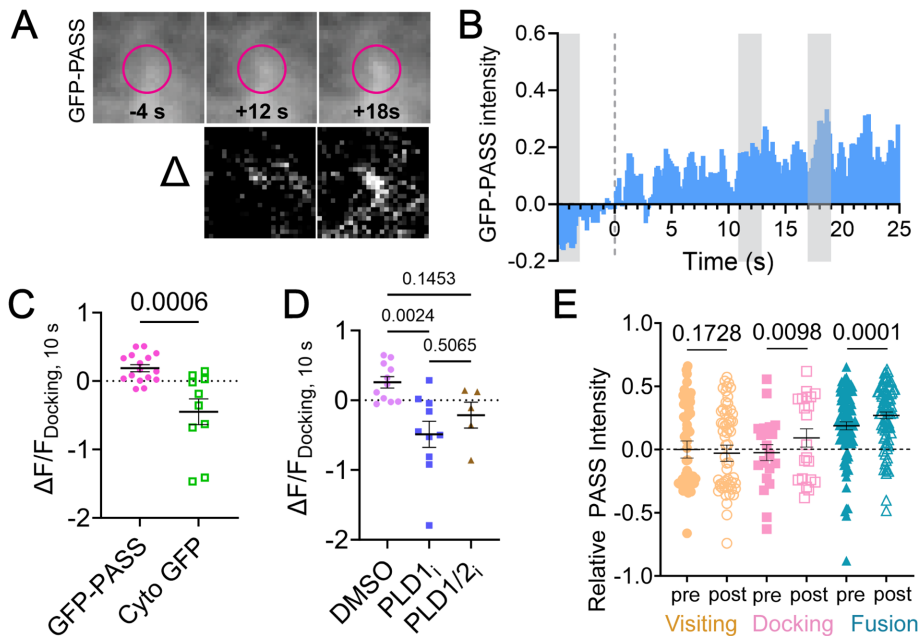 A
GFP-PASS
-4 s
+12 s
+18s
Δ
B
GFP-PASS intensity
0.6
0.4
0.2
0.0
-0.2
0
5
10
15
20
25
Time (s)
C
0.0006
ΔF/F Docking, 10 s
1
0
-1
-2
GFP-PASS
Cyto GFP
D
0.1453
0.0024
0.5065
ΔF/F Docking, 10 s
1
0
-1
-2
DMSO
PLD1i
PLD1/2i
E
Relative PASS Intensity
1.0
0.5
0.0
-0.5
-1.0
0.1728
0.0098
0.0001
pre post pre post pre post
Visiting Docking Fusion